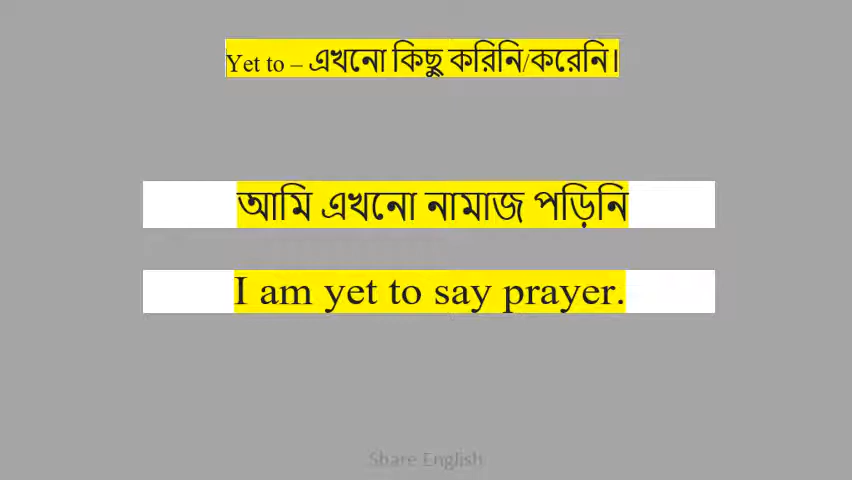 Yet to – এখনো কিছু করিনি/করেনি।
আমি এখনো নামাজ পড়িনি
I am yet to say prayer.
Share English